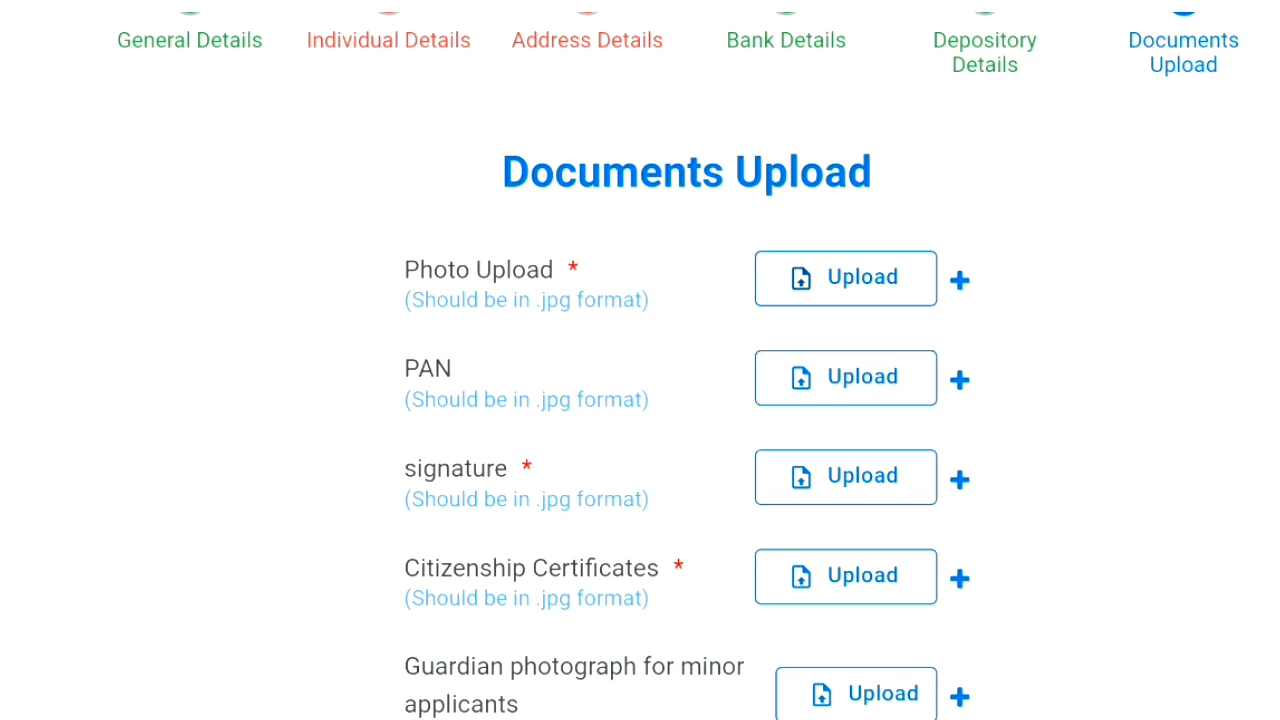 General Details
Individual Details
Address Details
Bank Details
Depository
Details
Documents
Upload
Documents Upload
Photo Upload *
(Should be in .jpg format)
Upload
PAN
(Should be in .jpg format)
Upload
signature *
(Should be in .jpg format)
Upload
Citizenship Certificates *
(Should be in .jpg format)
Upload
Guardian photograph for minor
applicants
Upload